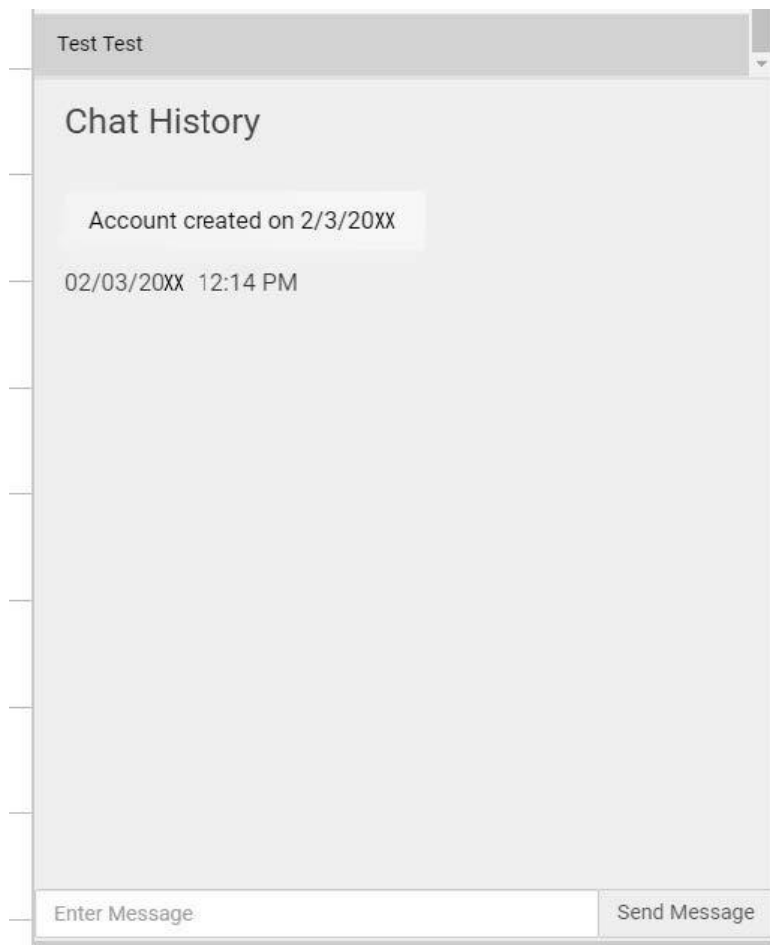 Test Test
Chat History
Account created on 2/3/20XX
02/03/20XX 12:14 PM
Enter Message
Send Message